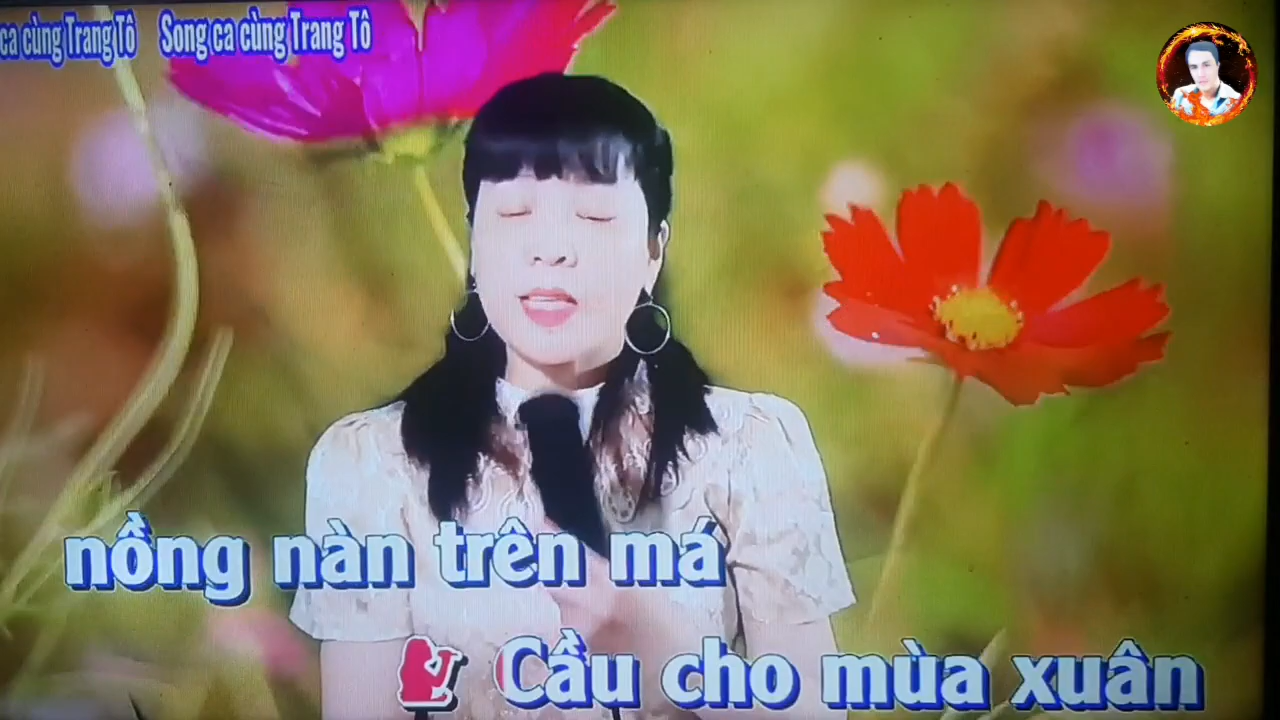 ca cùng Trang Tô Song ca cùng Trang Tô
nồng nàn trên má
Cầu cho mùa xuân